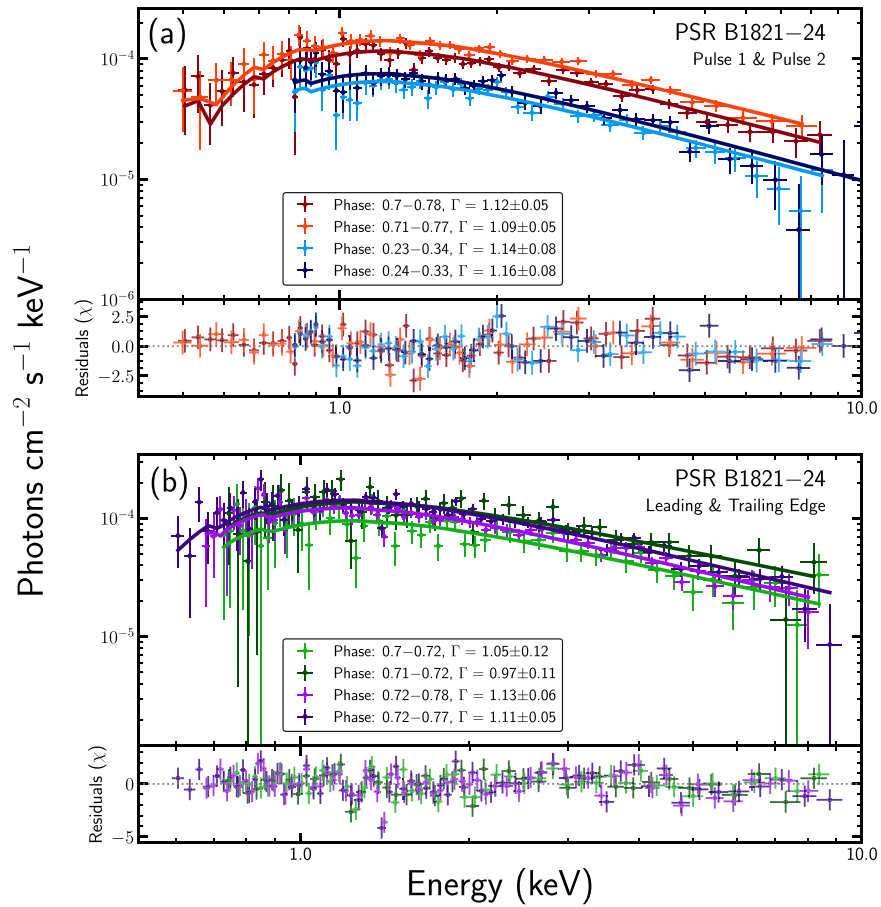 (a)
PSR B1821−24
Pulse 1 & Pulse 2
10⁻⁴
10⁻⁵
10⁻⁶
Phase: 0.7−0.78, Γ = 1.12±0.05
Phase: 0.71−0.77, Γ = 1.09±0.05
Phase: 0.23−0.34, Γ = 1.14±0.08
Phase: 0.24−0.33, Γ = 1.16±0.08
Residuals (χ)
2.5
0.0
−2.5
1.0
10.0
Photons cm⁻² s⁻¹ keV⁻¹
(b)
PSR B1821−24
Leading & Trailing Edge
10⁻⁴
10⁻⁵
Phase: 0.7−0.72, Γ = 1.05±0.12
Phase: 0.71−0.72, Γ = 0.97±0.11
Phase: 0.72−0.78, Γ = 1.13±0.06
Phase: 0.72−0.77, Γ = 1.11±0.05
Residuals (χ)
0
−5
1.0
10.0
Energy (keV)